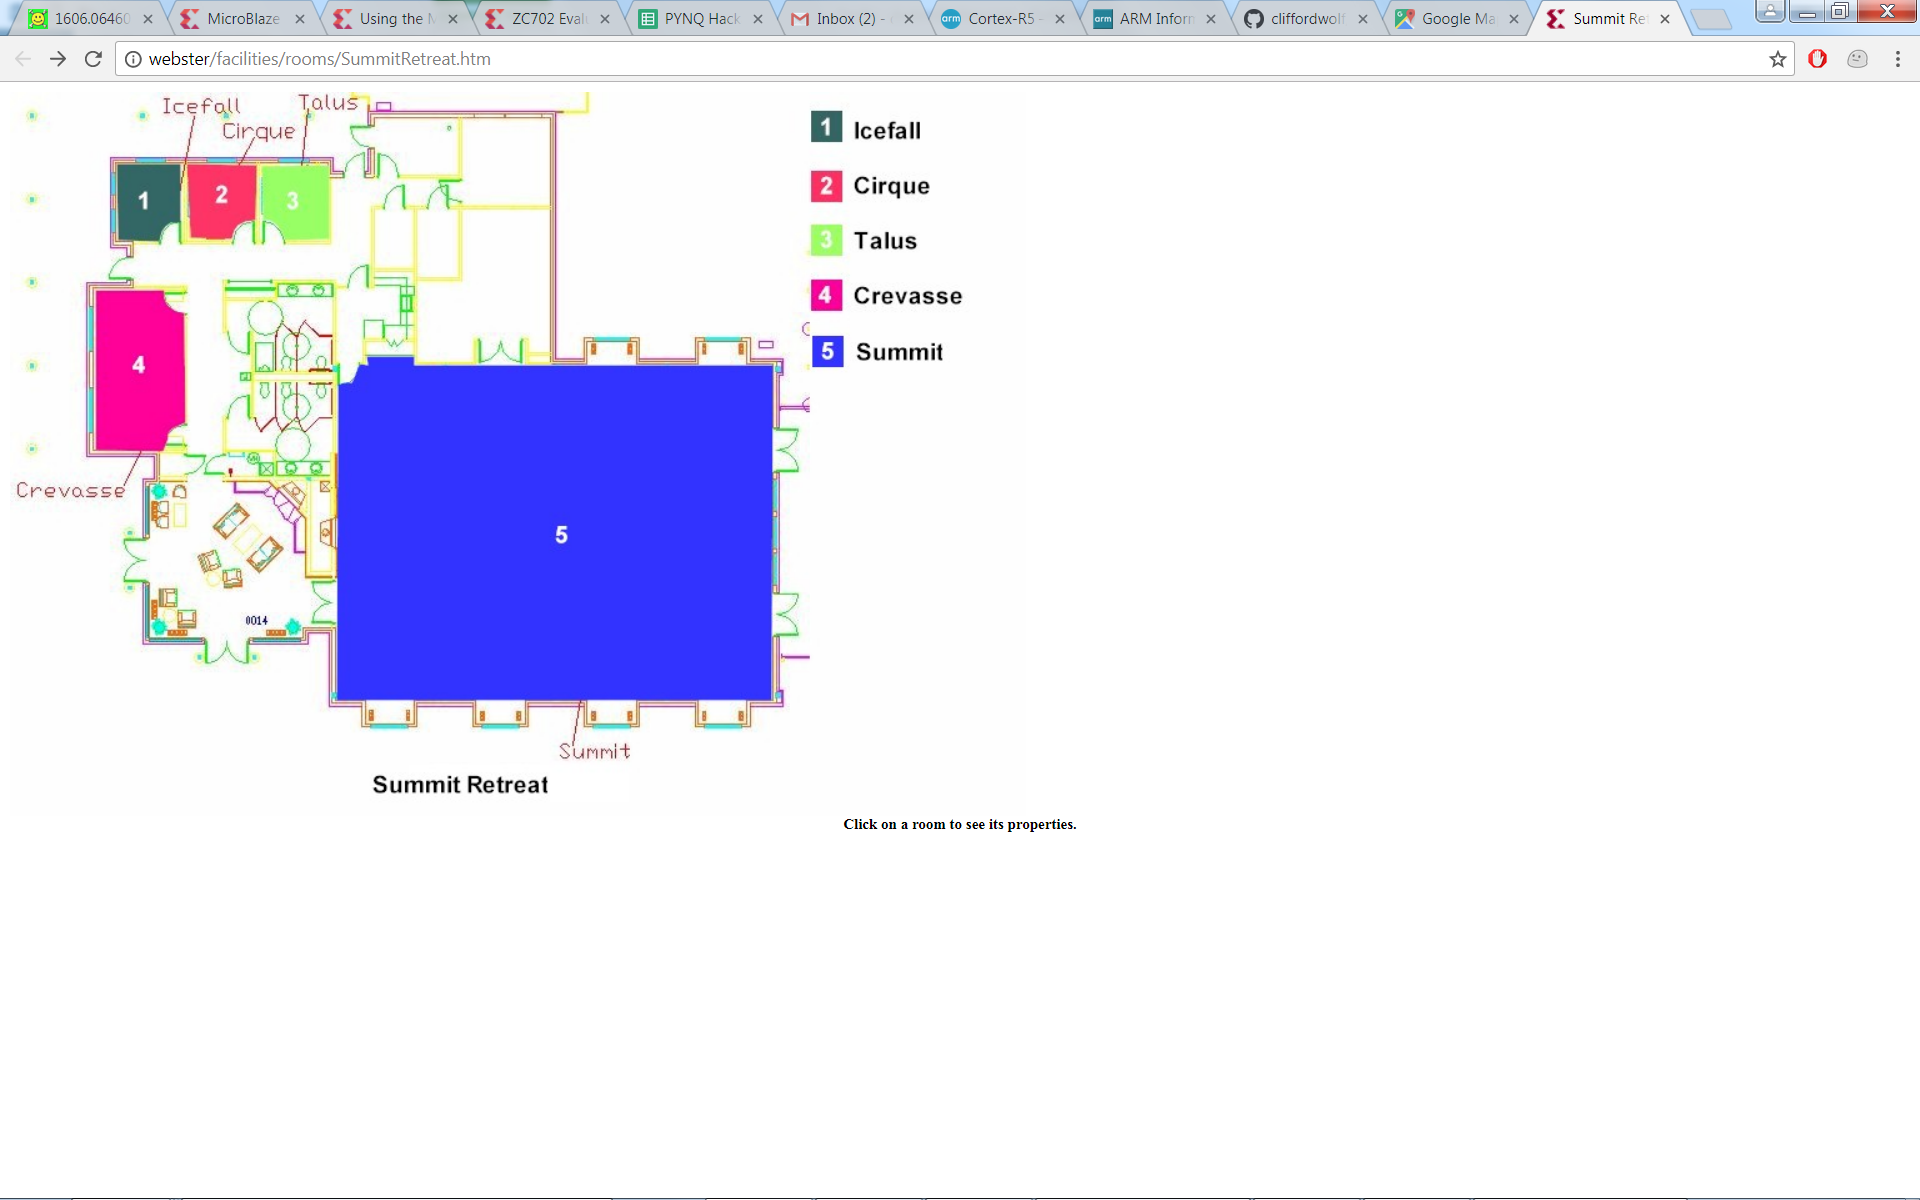 1606.06460
MicroBlaze
Using the M
ZC702 Eval
PYNQ Hack
Inbox (2) -
Cortex-R5 -
ARM Inform
cliffordwolf
Google Ma
Summit Ret
webster/facilities/rooms/SummitRetreat.htm
Icefall
Talus
Cirque
1
2
3
4
Crevasse
5
0014
Summit
Summit Retreat
1 Icefall
2 Cirque
3 Talus
4 Crevasse
5 Summit
Click on a room to see its properties.